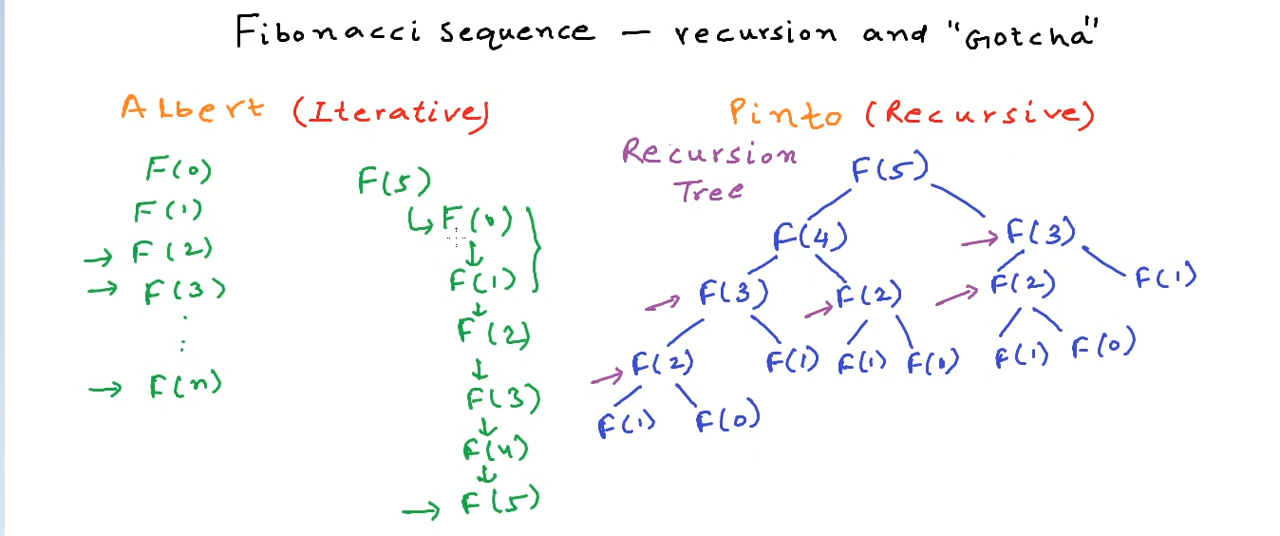 Fibonacci sequence – recursion and "Gotcha"
Albert (Iterative)
F(0)
F(1)
→ F(2)
→ F(3)
:
:
→ F(n)
F(5)
↳ F(0) }
↓
F(1)
↓
F(2)
↓
F(3)
↓
F(4)
↓
→ F(5)
Pinto (Recursive)
Recursion
Tree
F(5)
F(4) → F(3)
→ F(3) → F(2) → F(2) F(1)
→ F(2) F(1) F(1) F(0) F(1) F(0)
F(1) F(0)